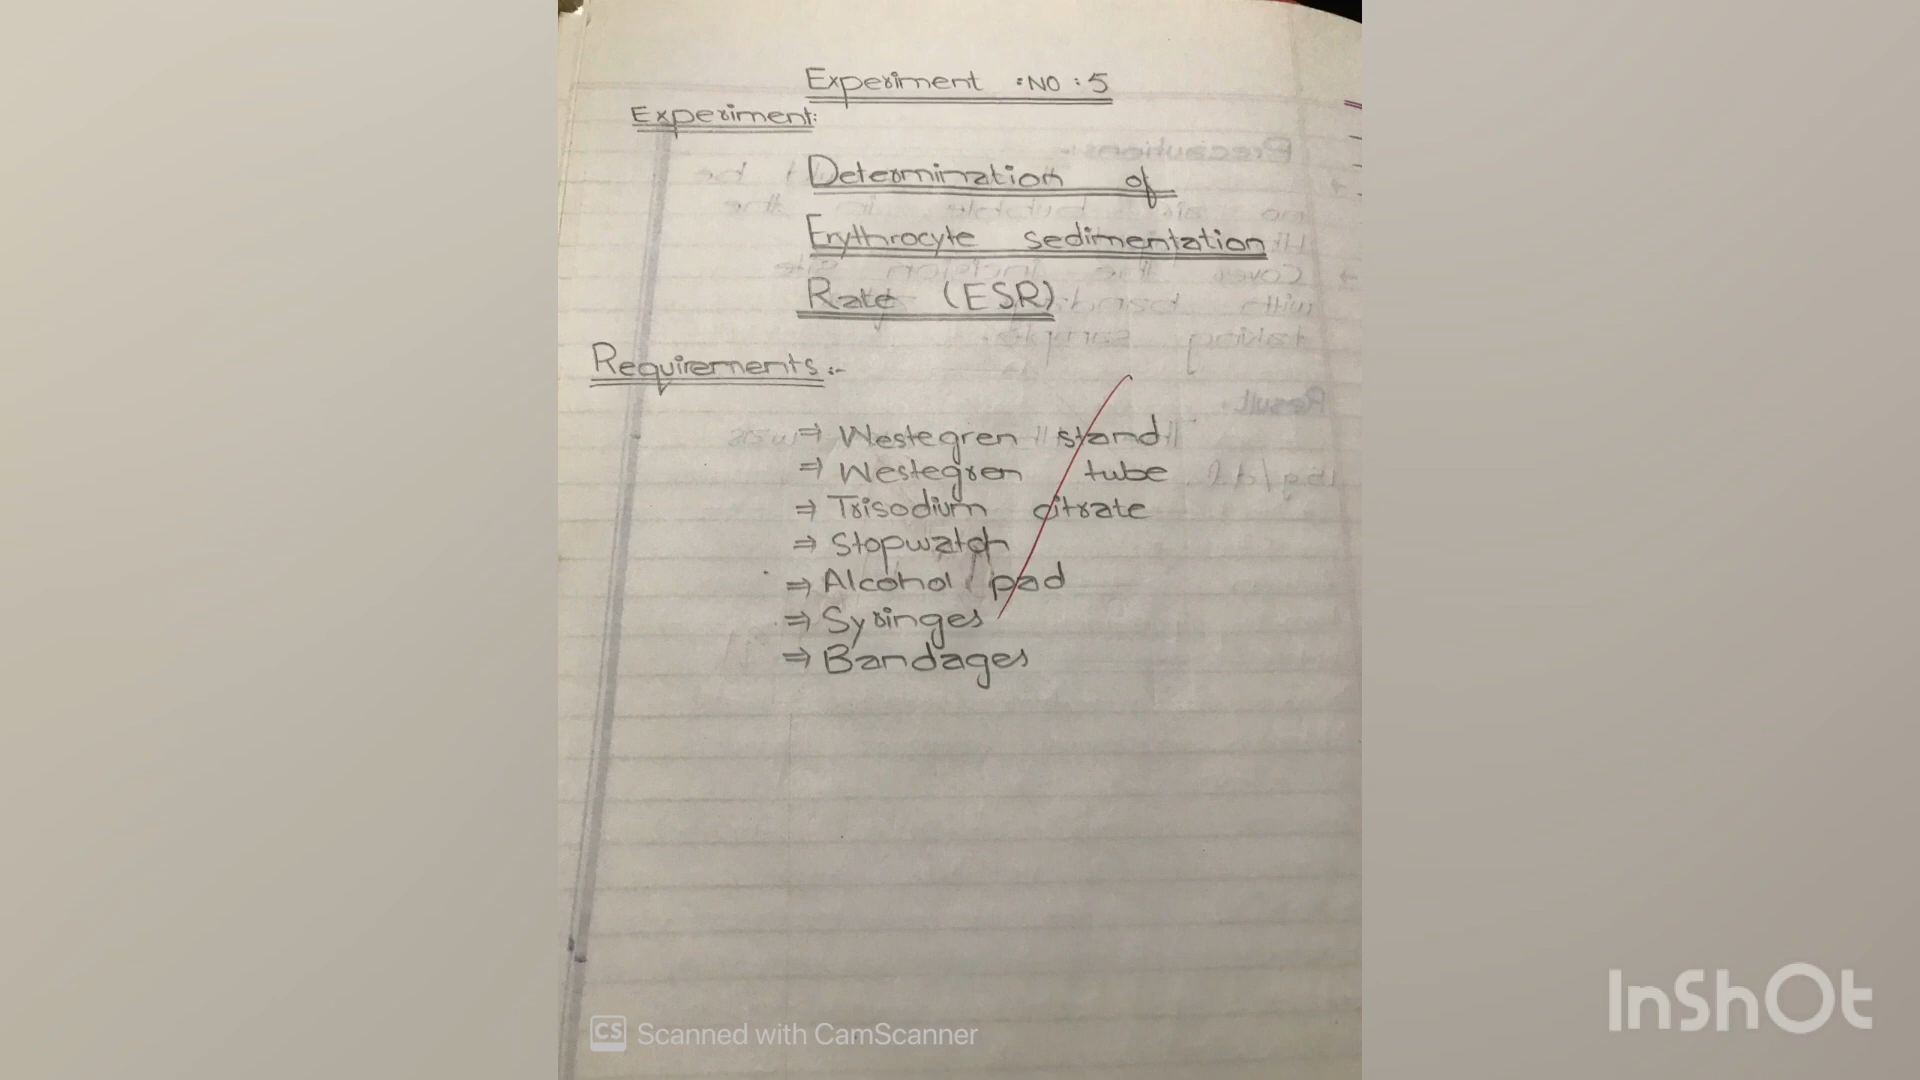 Experiment :NO : 5
Experiment:
Determination of
Erythrocyte sedimentation
Rate (ESR)
Requirements :-
⇒ Westegren stand
⇒ Westegren tube
⇒ Trisodium citrate
⇒ Stopwatch
⇒ Alcohol pad
⇒ Syringes
⇒ Bandages
CS Scanned with CamScanner
InShOt